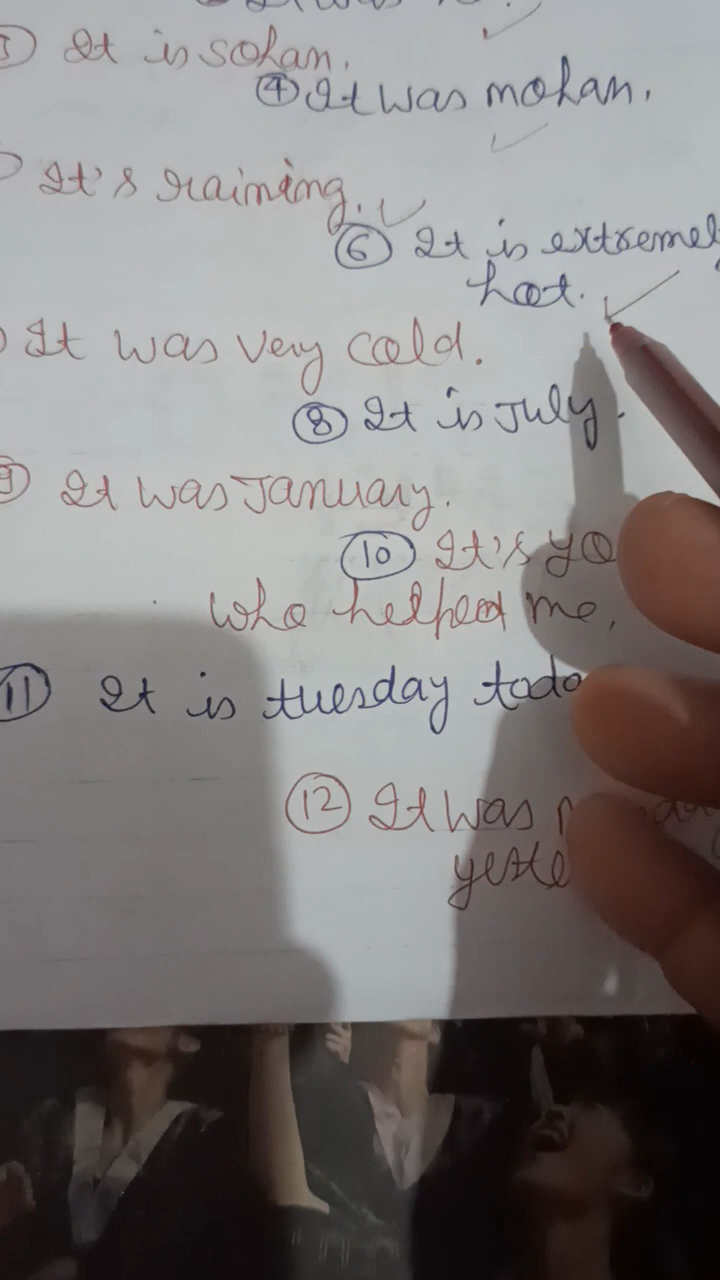 It is sohan.
④ It was mohan.
It's raining.
⑥ It is extremel
hot.
It was very cold.
⑧ It is July.
9 It was January.
⑩ It's yo
who helped me,
⑪ It is tuesday toda
⑫ It was
yeste